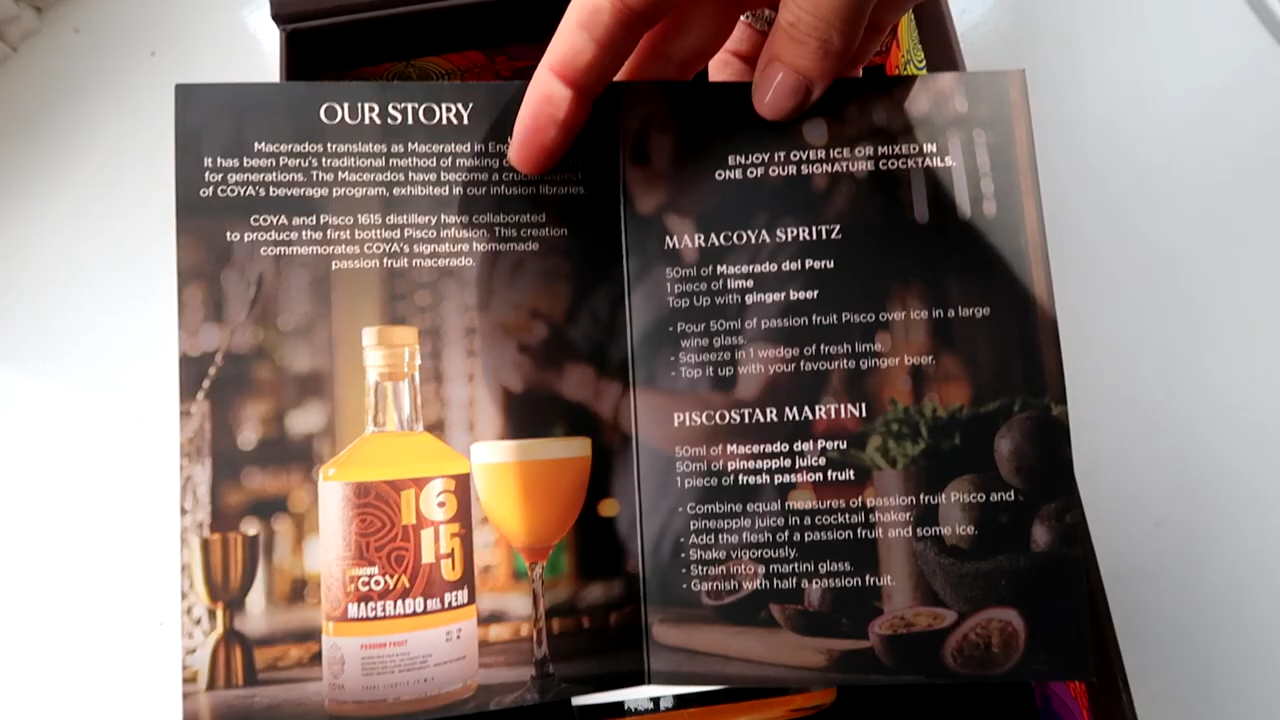 OUR STORY
Macerados translates as Macerated in
It has been Peru's traditional method of making
for generations. The Macerados have become a crucial aspect
of COYA's beverage program, exhibited in our infusion libraries.
COYA and Pisco 1615 distillery have collaborated
to produce the first bottled Pisco infusion. This creation
commemorates COYA's signature homemade
passion fruit macerado.
16
15
MARACOYÁ
COYA
MACERADO DEL PERÚ
PASSION FRUIT
COYA
ENJOY IT OVER ICE OR MIXED IN
ONE OF OUR SIGNATURE COCKTAILS.
MARACOYA SPRITZ
50ml of Macerado del Peru
1 piece of lime
Top Up with ginger beer
- Pour 50ml of passion fruit Pisco over ice in a large
wine glass.
- Squeeze in 1 wedge of fresh lime.
- Top it up with your favourite ginger beer.
PISCOSTAR MARTINI
50ml of Macerado del Peru
50ml of pineapple juice
1 piece of fresh passion fruit
- Combine equal measures of passion fruit Pisco and
pineapple juice in a cocktail shaker.
- Add the flesh of a passion fruit and some ice.
- Shake vigorously.
- Strain into a martini glass.
- Garnish with half a passion fruit.